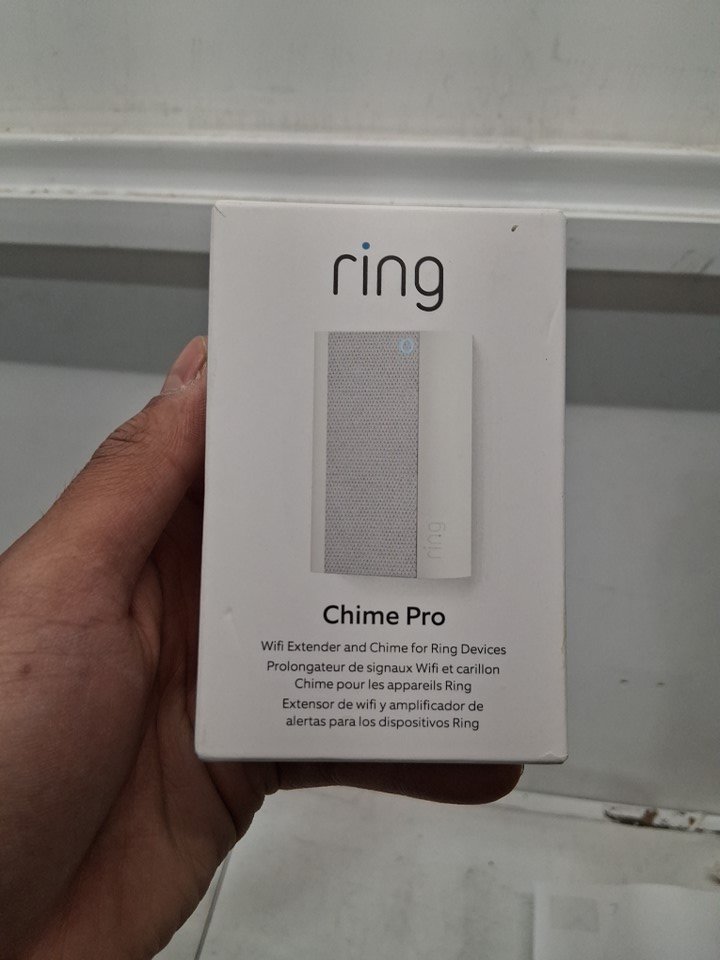 ring
ring
Chime Pro
Wifi Extender and Chime for Ring Devices
Prolongateur de signaux Wifi et carillon
Chime pour les appareils Ring
Extensor de wifi y amplificador de
alertas para los dispositivos Ring